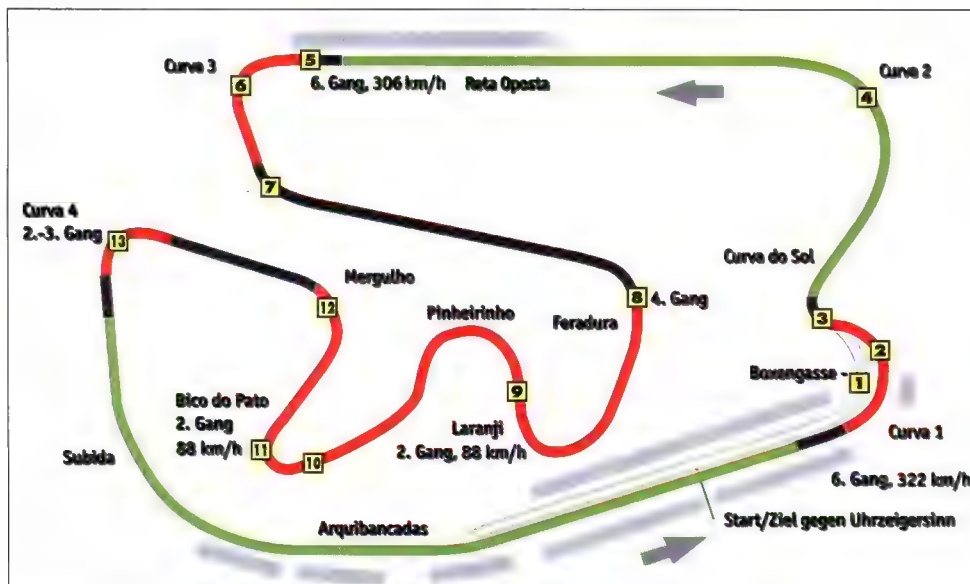 Curva 3
5
6
6. Gang, 306 km/h Reta Oposta
Curva 2
4
7
Curva 4
2.-3. Gang
13
Mergulho
12
Pinheirinho
Feradura
8
4. Gang
Curva do Sol
3
2
Boxengasse
1
9
Bico do Pato
2. Gang
88 km/h
11
10
Laranji
2. Gang, 88 km/h
Curva 1
6. Gang, 322 km/h
Subida
Arquibancadas
Start/Ziel gegen Uhrzeigersinn